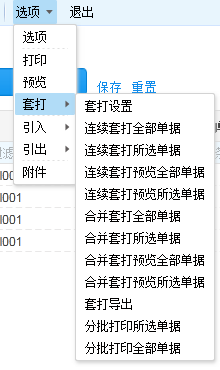 选项 退出
选项
打印
预览
保存 重置
套打
套打设置
引入
连续套打全部单据
连续套打所选单据
引出
连续套打预览全部单据
附件
连续套打预览所选单据
I001
合并套打全部单据
I001
合并套打所选单据
I001
合并套打预览全部单据
I001
合并套打预览所选单据
套打导出
分批打印所选单据
分批打印全部单据